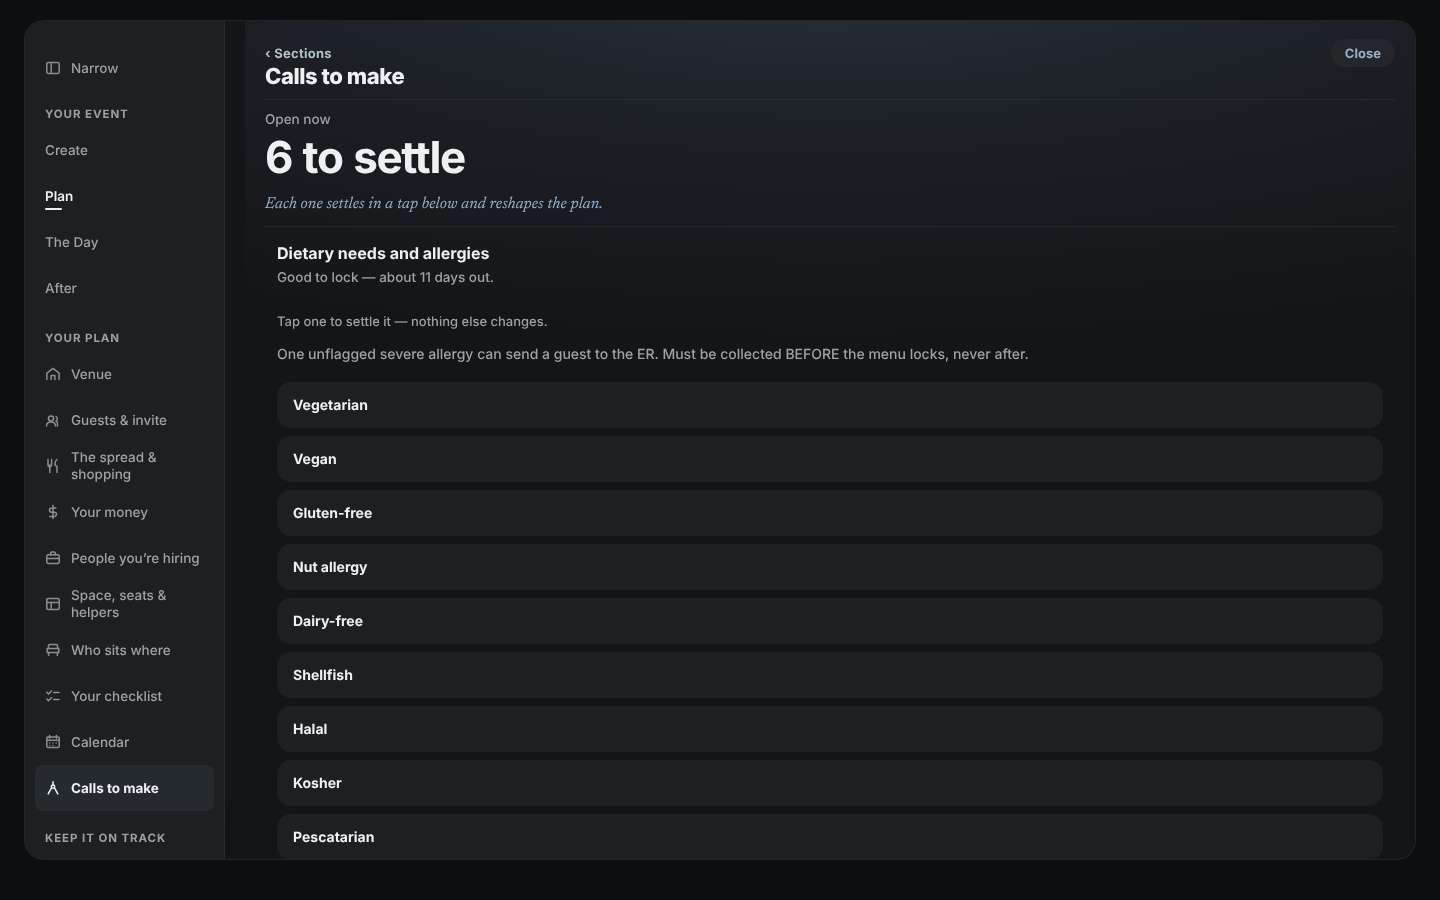 Narrow
YOUR EVENT
Create
Plan
The Day
After
YOUR PLAN
Venue
Guests & invite
The spread &
shopping
Your money
People you’re hiring
Space, seats &
helpers
Who sits where
Your checklist
Calendar
Calls to make
KEEP IT ON TRACK
‹ Sections
Calls to make
Close
Open now
6 to settle
Each one settles in a tap below and reshapes the plan.
Dietary needs and allergies
Good to lock — about 11 days out.
Tap one to settle it — nothing else changes.
One unflagged severe allergy can send a guest to the ER. Must be collected BEFORE the menu locks, never after.
Vegetarian
Vegan
Gluten-free
Nut allergy
Dairy-free
Shellfish
Halal
Kosher
Pescatarian